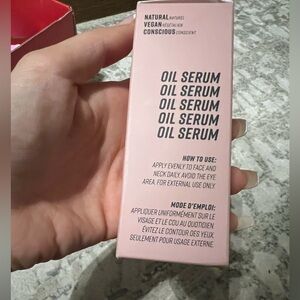 NATURAL NATUREL
VEGAN VÉGÉTALIEN
CONSCIOUS CONSCIENT
OIL SERUM
OIL SERUM
OIL SERUM
OIL SERUM
OIL SERUM
HOW TO USE:
APPLY EVENLY TO FACE AND
NECK DAILY. AVOID THE EYE
AREA. FOR EXTERNAL USE ONLY.
MODE D'EMPLOI:
APPLIQUER UNIFORMÉMENT SUR LE
VISAGE ET LE COU AU QUOTIDIEN.
ÉVITEZ LE CONTOUR DES YEUX.
SEULEMENT POUR USAGE EXTERNE.